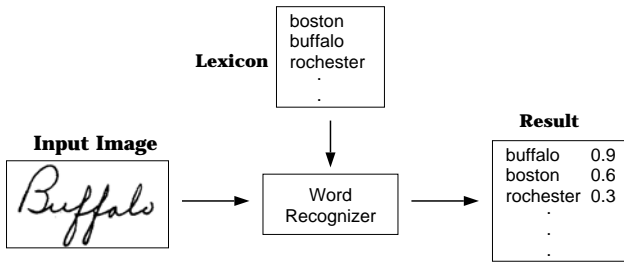 boston
buffalo
rochester
.
.
Lexicon
Input Image
Buffalo
Word
Recognizer
Result
buffalo 0.9
boston 0.6
rochester 0.3
.
.
.